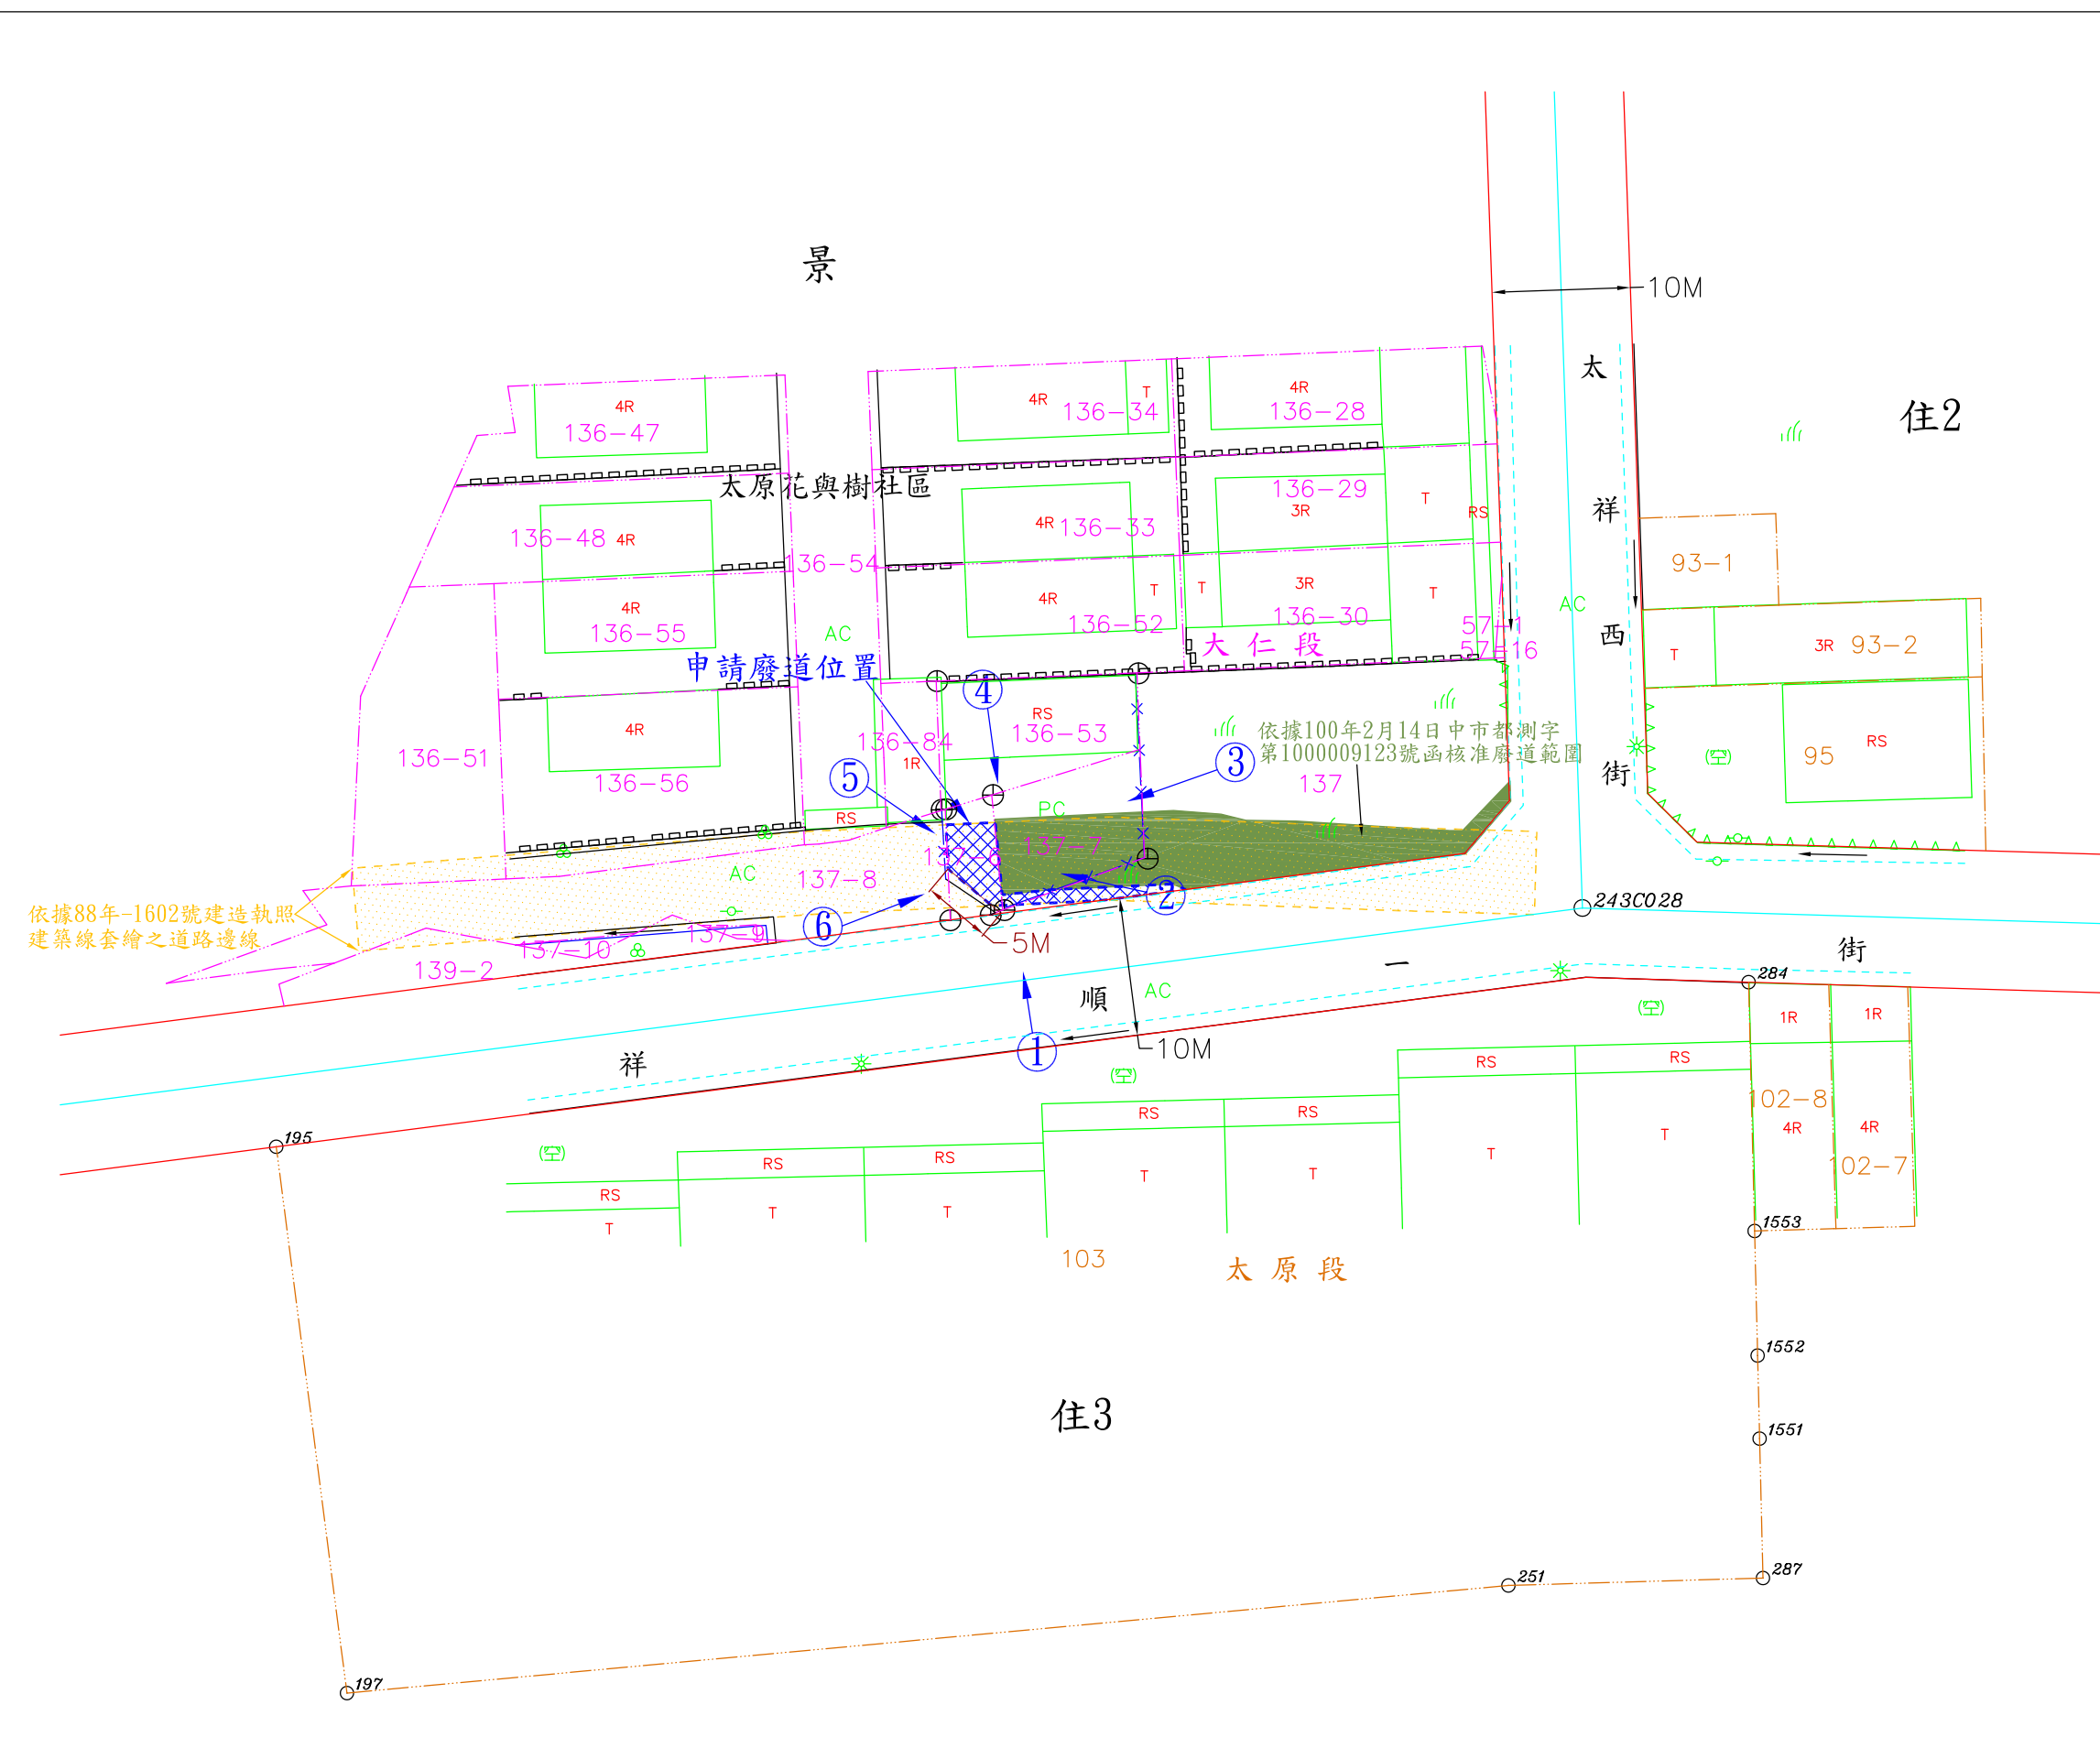 景
10M
太
祥
西
街
住2
4R
136-47
4R
136-34
T
4R
136-28
太原花與樹社區
136-29
3R
T
RS
4R
136-33
136-48
4R
136-54
93-1
4R
136-55
AC
4R
136-52
T
T
3R
136-30
T
AC
57-1
57-16
大仁段
T
3R
93-2
申請廢道位置
④
RS
136-53
4R
136-51
136-56
136-84
1R
⑤
③
依據100年2月14日中市都測字
第1000009123號函核准廢道範圍
137
95
RS
RS
PC
137-6
137-7
AC
137-8
②
⑥
依據88年-1602號建造執照
建築線套繪之道路邊線
137-9
137-10
139-2
5M
243C028
街
一
順
祥
AC
10M
①
284
1R
1R
195
RS
RS
RS
RS
RS
RS
RS
T
T
T
T
T
T
T
102-8
4R
4R
102-7
1553
103
太原段
1552
住3
1551
251
287
197